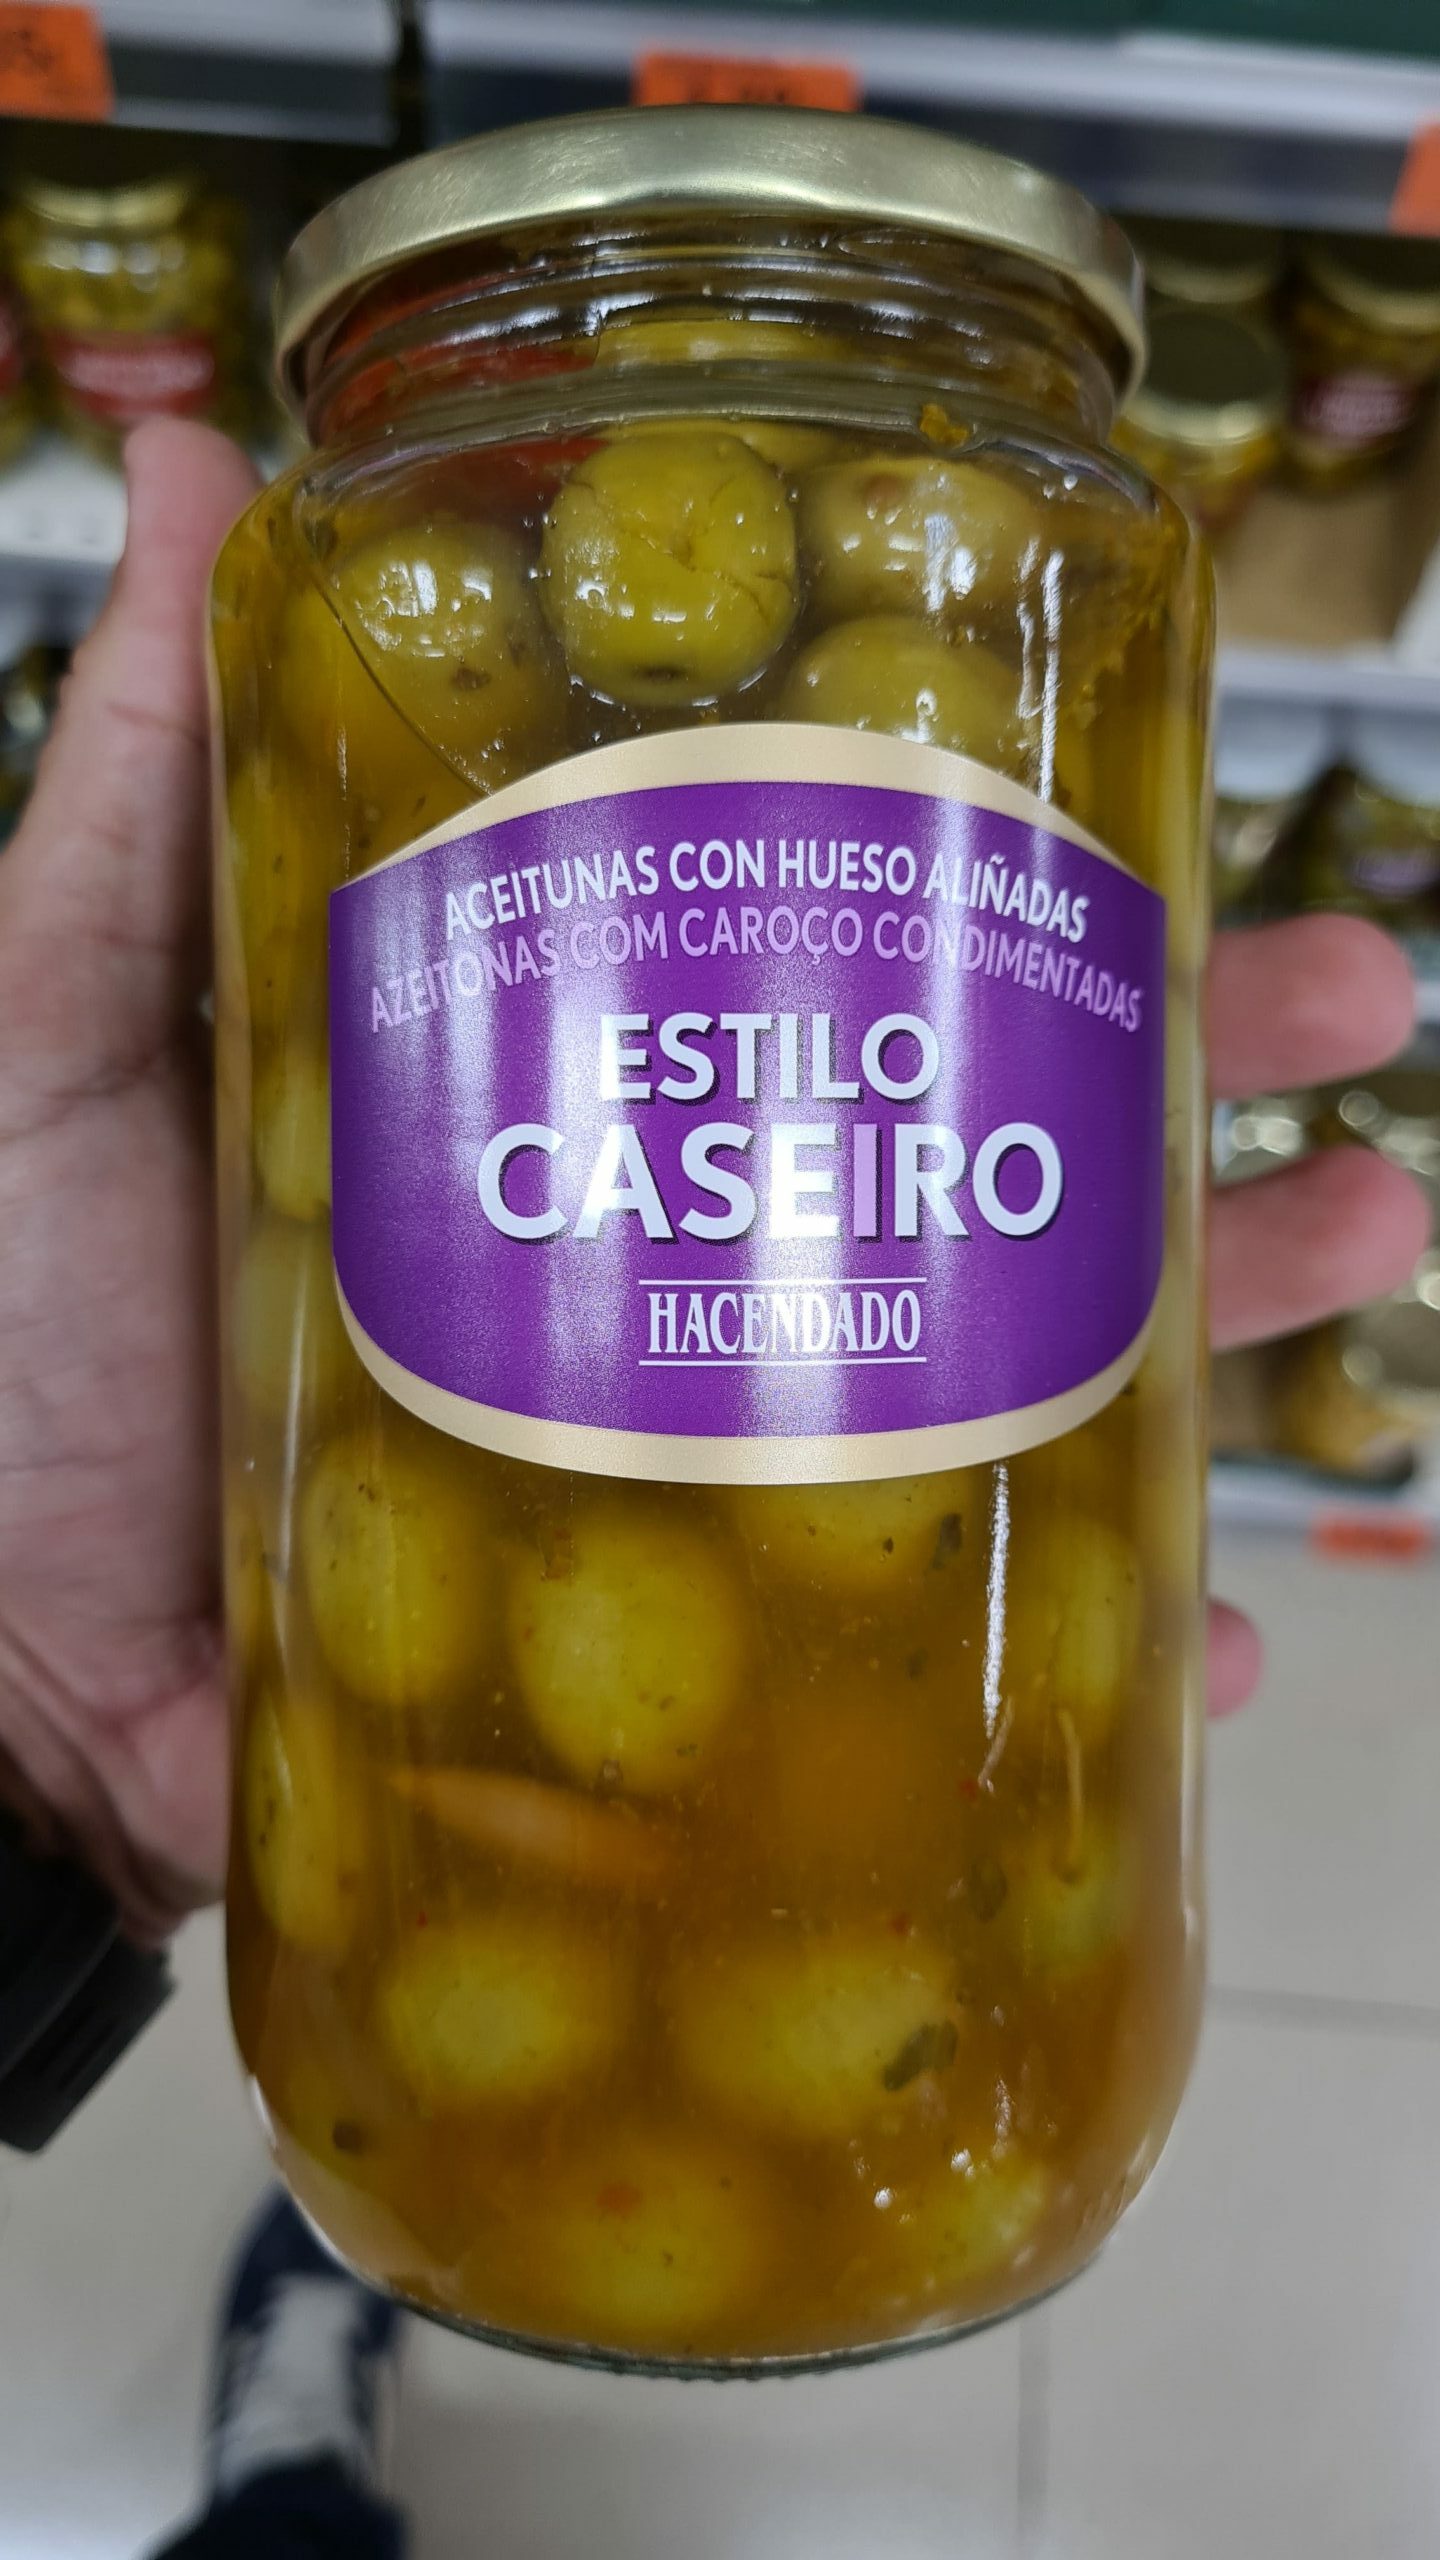 ACEITUNAS CON HUESO ALIÑADAS
AZEITONAS COM CAROÇO CONDIMENTADAS
ESTILO
CASEIRO
HACENDADO